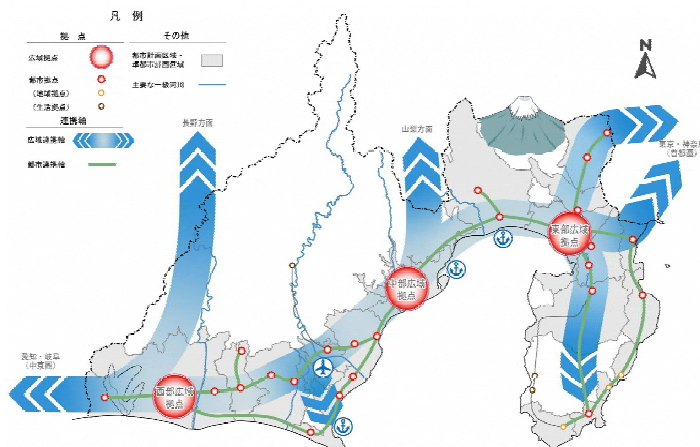 凡 例
拠 点
その他
広域拠点
都市計画区域・
準都市計画区域
都市拠点
主要な一級河川
(地域拠点)
(生活拠点)
連携軸
広域連携軸
都市連携軸
長野方面
山梨方面
N
東京・神奈川
(首都圏)
東部広域
拠点
中部広域
拠点
愛知・岐阜
(中京圏)
西部広域
拠点